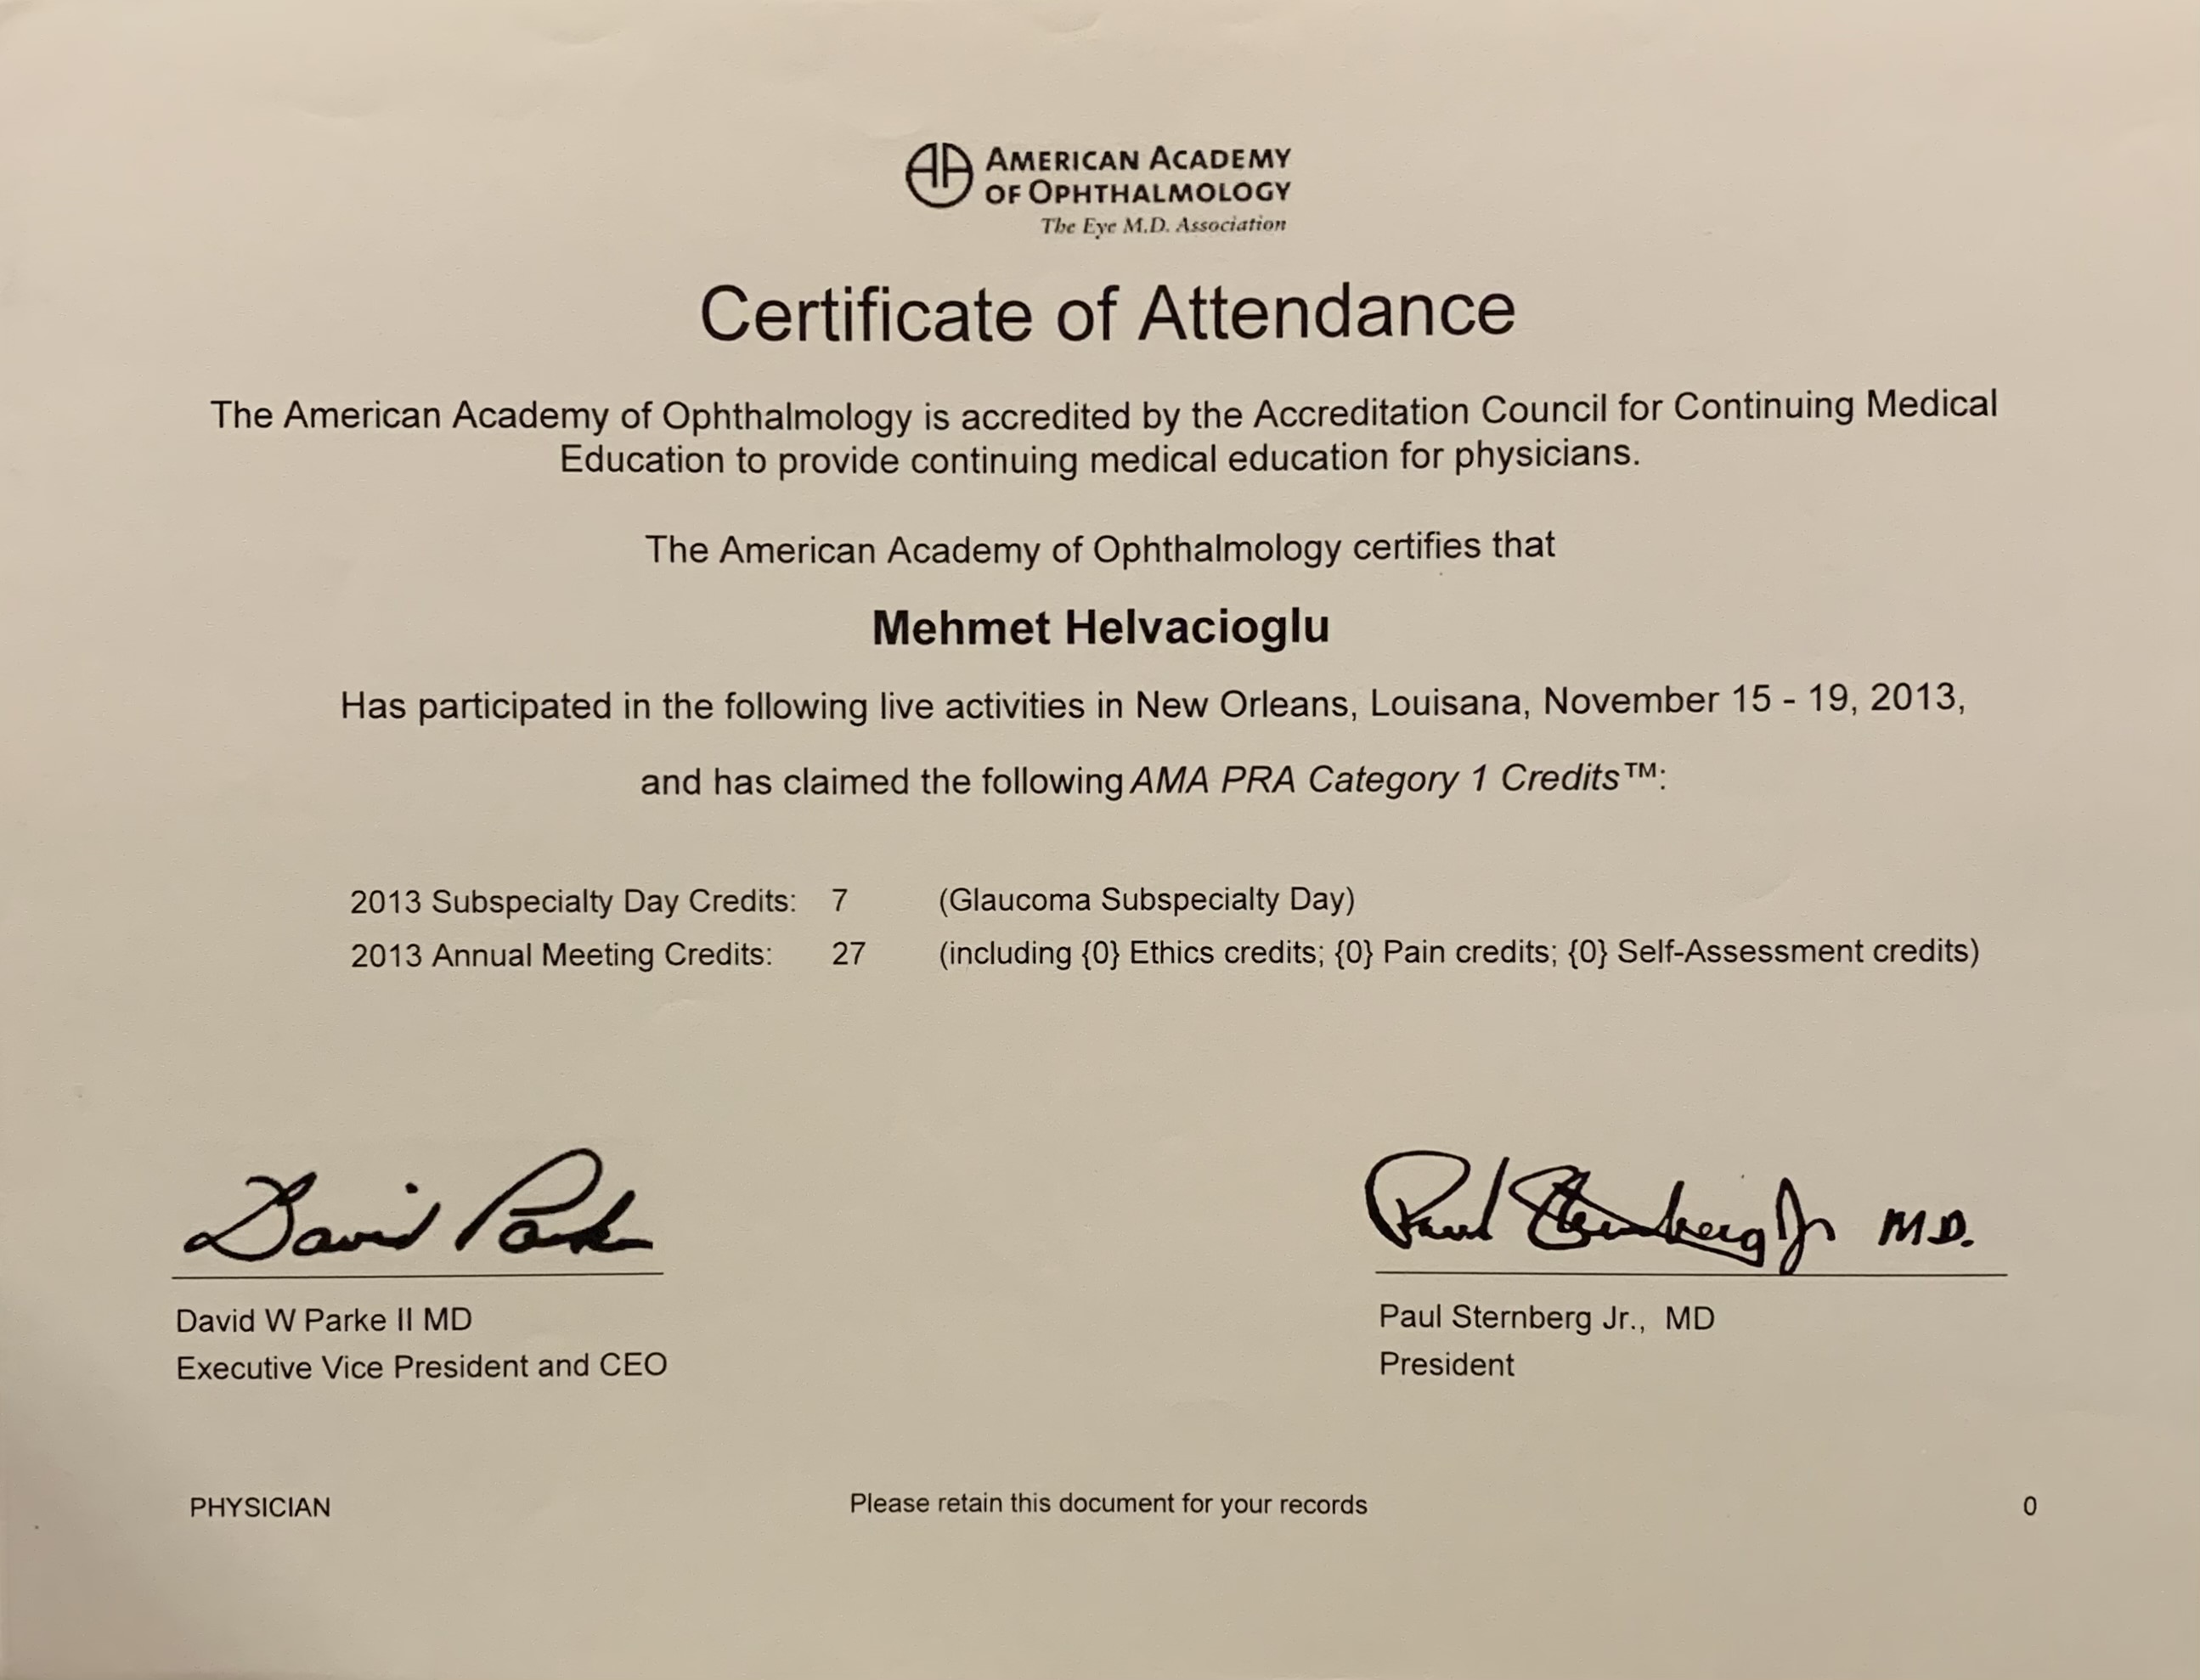 AMERICAN ACADEMY
OF OPHTHALMOLOGY
The Eye M.D. Association
Certificate of Attendance
The American Academy of Ophthalmology is accredited by the Accreditation Council for Continuing Medical
Education to provide continuing medical education for physicians.
The American Academy of Ophthalmology certifies that
Mehmet Helvacioglu
Has participated in the following live activities in New Orleans, Louisana, November 15 - 19, 2013,
and has claimed the following AMA PRA Category 1 Credits™:
2013 Subspecialty Day Credits: 7 (Glaucoma Subspecialty Day)
2013 Annual Meeting Credits: 27 (including {0} Ethics credits; {0} Pain credits; {0} Self-Assessment credits)
David Parke
Paul Sternberg Jr M.D.
David W Parke II MD
Paul Sternberg Jr., MD
Executive Vice President and CEO
President
PHYSICIAN
Please retain this document for your records
0